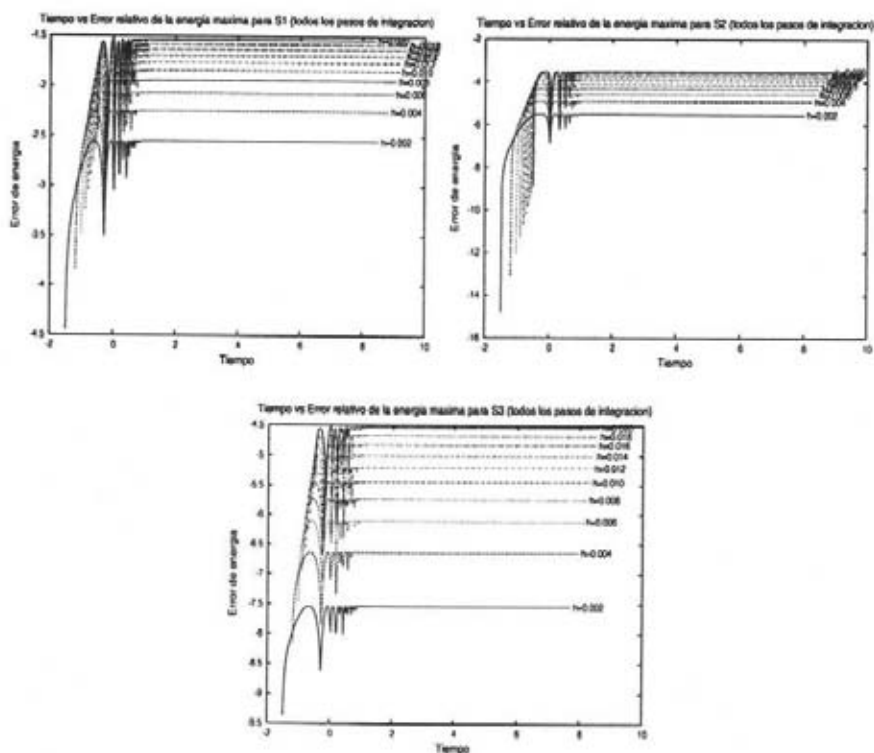 Tiempo vs Error relativo de la energia maxima para S1 (todos los pasos de integracion)
-1.5
-2
-2.5
-3
-3.5
-4
-4.5
Error de energia
h=0.004
h=0.002
-2
0
2
4
6
8
10
Tiempo
Tiempo vs Error relativo de la energia maxima para S2 (todos los pasos de integracion)
-2
-4
-6
-8
-10
-12
-14
-16
Error de energia
h=0.004
h=0.002
-2
0
2
4
6
8
10
Tiempo
Tiempo vs Error relativo de la energia maxima para S3 (todos los pasos de integracion)
-4.5
-5
-5.5
-6
-6.5
-7
-7.5
-8
-8.5
-9
Error de energia
h=0.016
h=0.014
h=0.012
h=0.010
h=0.008
h=0.006
h=0.004
h=0.002
-2
0
2
4
6
8
10
Tiempo